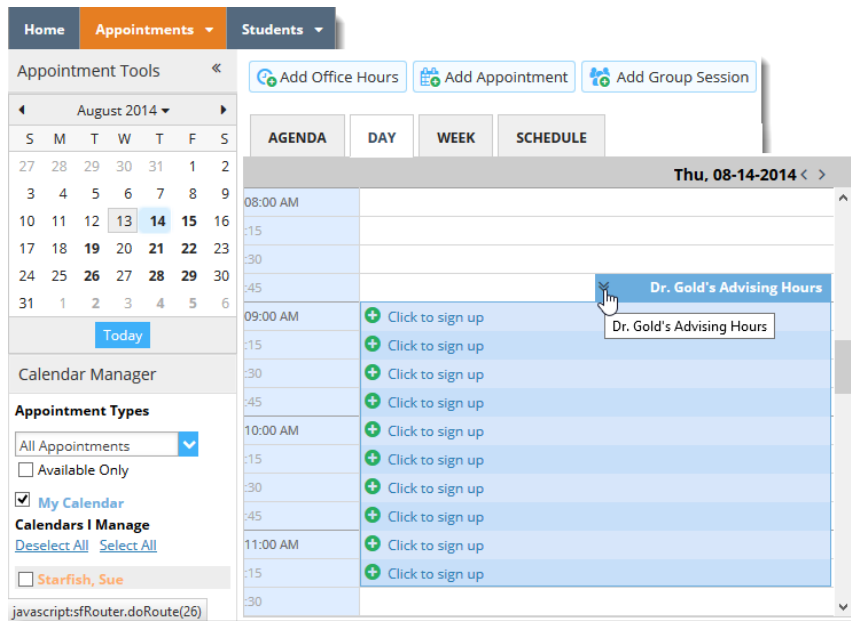 Home Appointments Students
Appointment Tools «
Add Office Hours Add Appointment Add Group Session
August 2014
S M T W T F S
27 28 29 30 31 1 2
3 4 5 6 7 8 9
10 11 12 13 14 15 16
17 18 19 20 21 22 23
24 25 26 27 28 29 30
31 1 2 3 4 5 6
Today
Calendar Manager
Appointment Types
All Appointments
Available Only
My Calendar
Calendars I Manage
Deselect All Select All
Starfish, Sue
javascript:sfRouter.doRoute(26)
AGENDA DAY WEEK SCHEDULE
Thu, 08-14-2014 < >
08:00 AM
:15
:30
:45 Dr. Gold's Advising Hours
Dr. Gold's Advising Hours
09:00 AM Click to sign up
:15 Click to sign up
:30 Click to sign up
:45 Click to sign up
10:00 AM Click to sign up
:15 Click to sign up
:30 Click to sign up
:45 Click to sign up
11:00 AM Click to sign up
:15 Click to sign up
:30